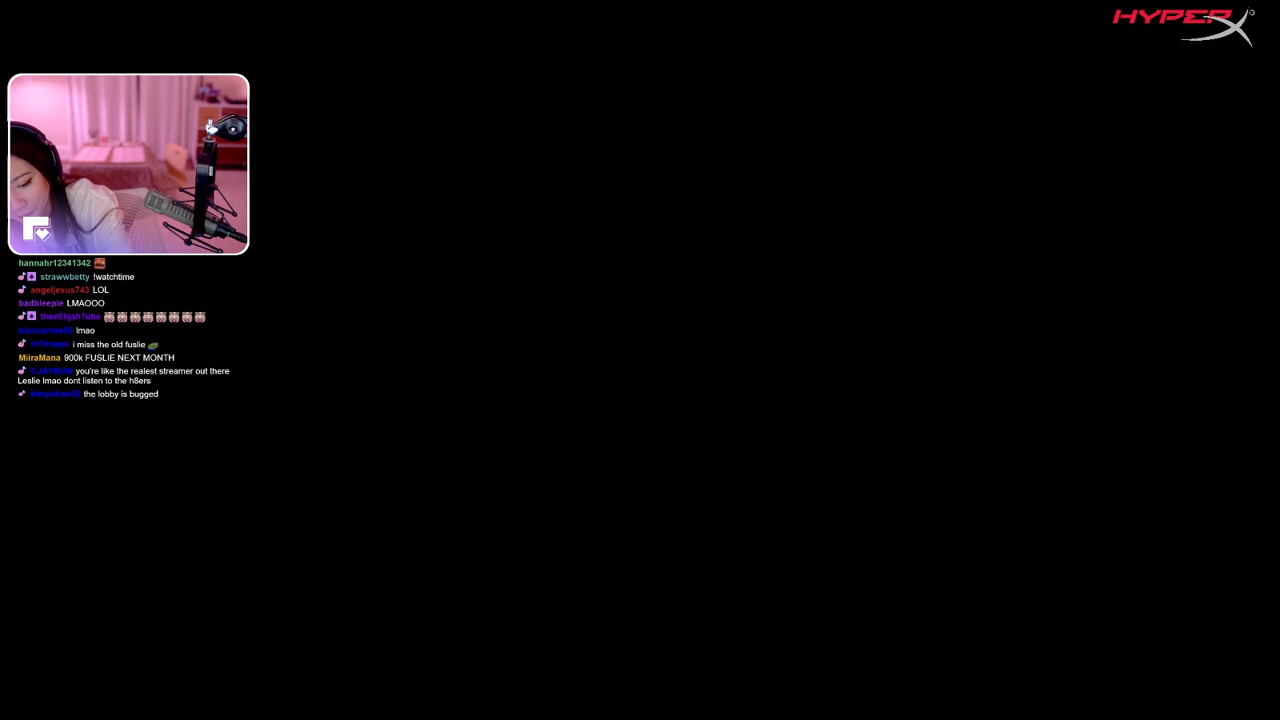 HYPERX
hannahr12341342
strawwbetty !watchtime
angeljesus743 LOL
badbleepie LMAOOO
theeElijahTube
lmao
i miss the old fuslie
MiiraMana 900k FUSLIE NEXT MONTH
you're like the realest streamer out there
Leslie lmao dont listen to the h8ers
the lobby is bugged